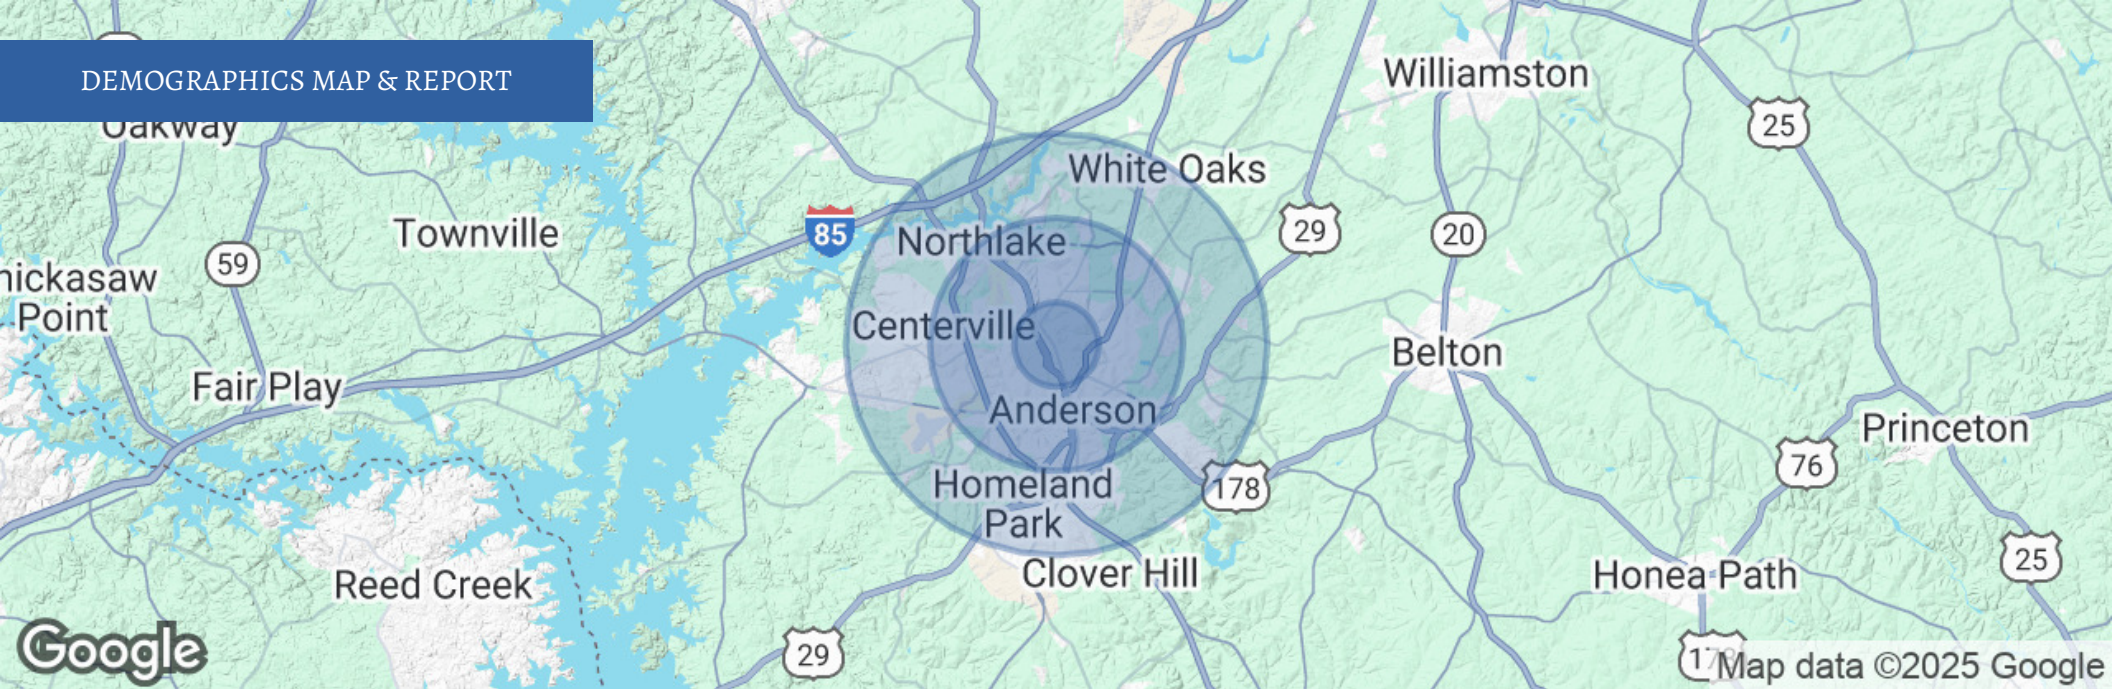 DEMOGRAPHICS MAP & REPORT
Williamston
25
Oakway
White Oaks
Townville
85
29
20
Northlake
59
hickasaw
Point
Centerville
Belton
Fair Play
Anderson
Princeton
76
Homeland
Park
178
25
Clover Hill
Honea Path
Reed Creek
Google
29
178
Map data ©2025 Google